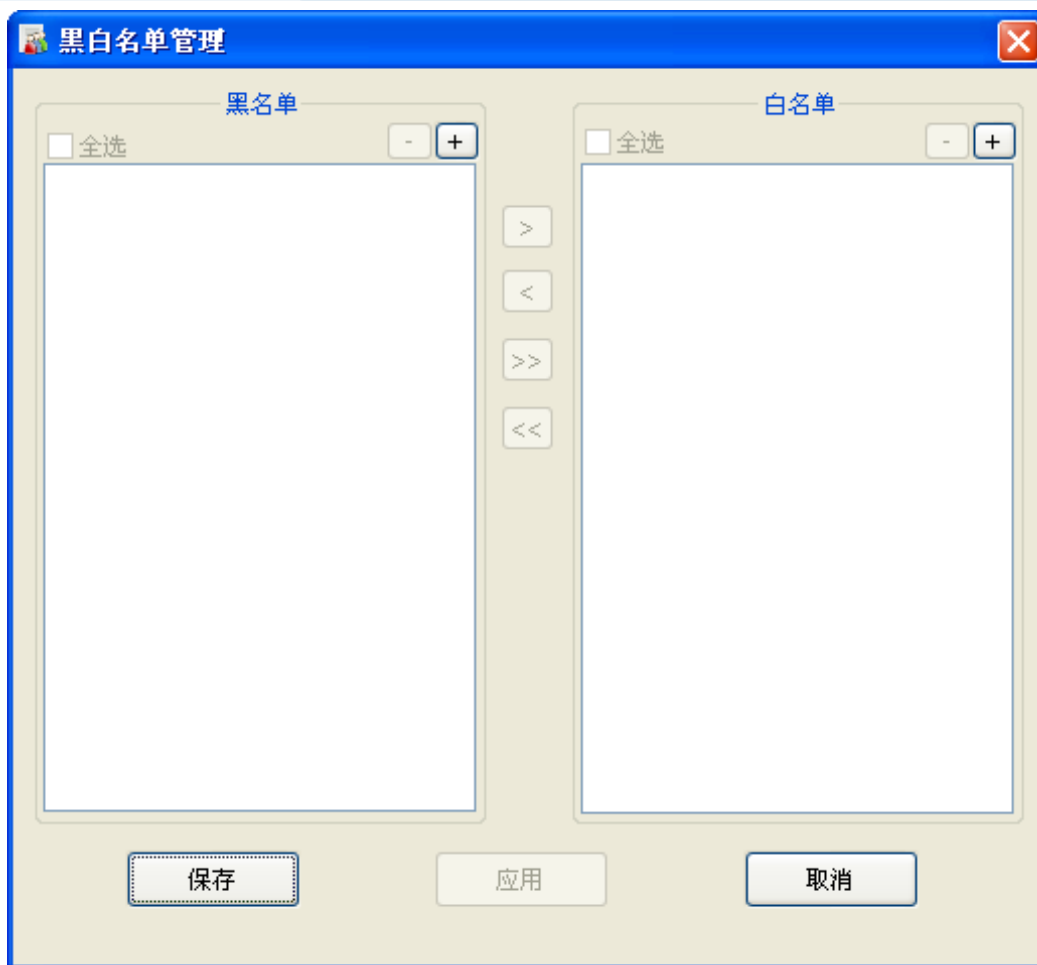 黑白名单管理
黑名单 白名单
全选 - + 全选 - +
>
<
>>
<<
保存 应用 取消